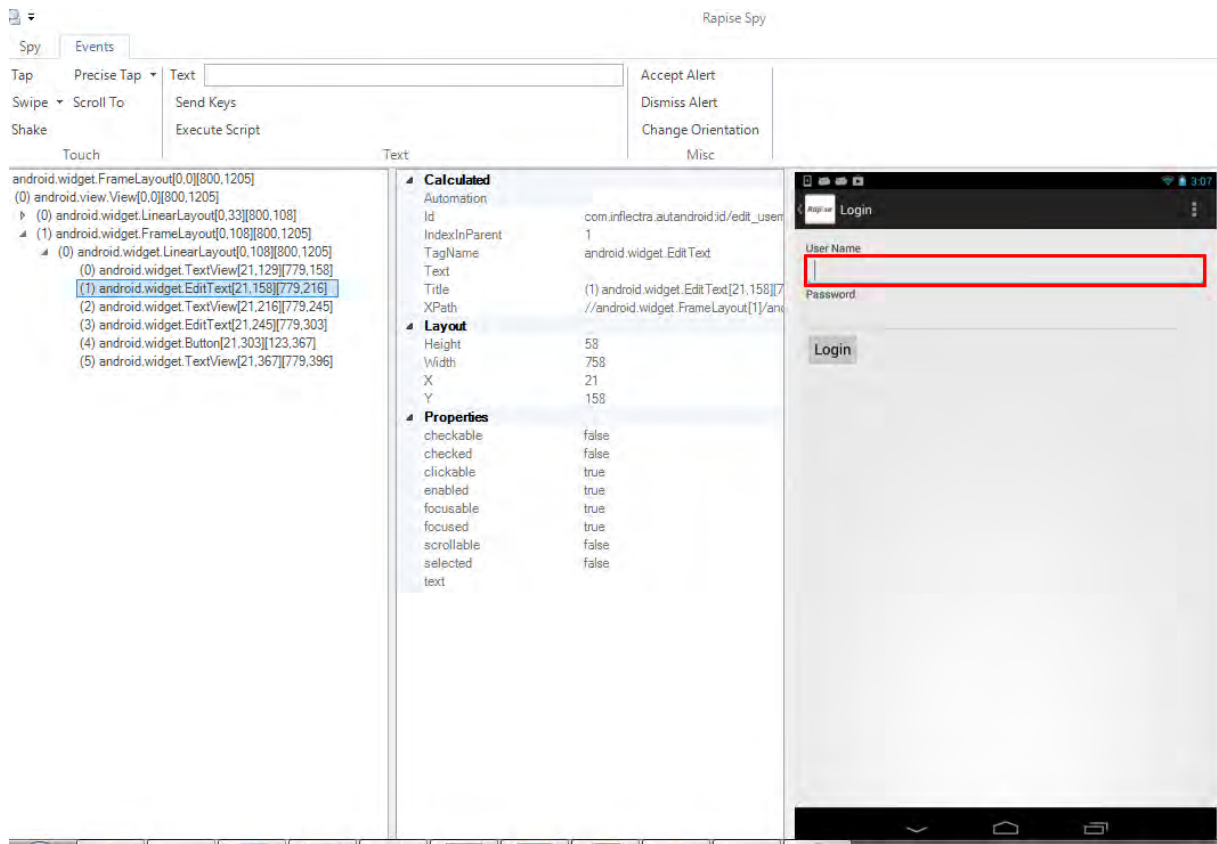 Rapise Spy
Spy Events
Tap Precise Tap Text Accept Alert
Swipe Scroll To Send Keys Dismiss Alert
Shake Execute Script Change Orientation
Touch Text Misc
android.widget.FrameLayout[0,0][800,1205]
(0) android.view.View[0,0][800,1205]
(0) android.widget.LinearLayout[0,33][800,108]
(1) android.widget.FrameLayout[0,108][800,1205]
(0) android.widget.LinearLayout[0,108][800,1205]
(0) android.widget.TextView[21,129][779,158]
(1) android.widget.EditText[21,158][779,216]
(2) android.widget.TextView[21,216][779,245]
(3) android.widget.EditText[21,245][779,303]
(4) android.widget.Button[21,303][123,367]
(5) android.widget.TextView[21,367][779,396]
Calculated
Automation
Id com.inflectra.autandroid:id/edit_usern
IndexInParent 1
TagName android.widget.EditText
Text
Title (1) android.widget.EditText[21,158][7
XPath //android.widget.FrameLayout[1]/and
Layout
Height 58
Width 758
X 21
Y 158
Properties
checkable false
checked false
clickable true
enabled true
focusable true
focused true
scrollable false
selected false
text
3:07
Rapise Login
User Name
Password
Login